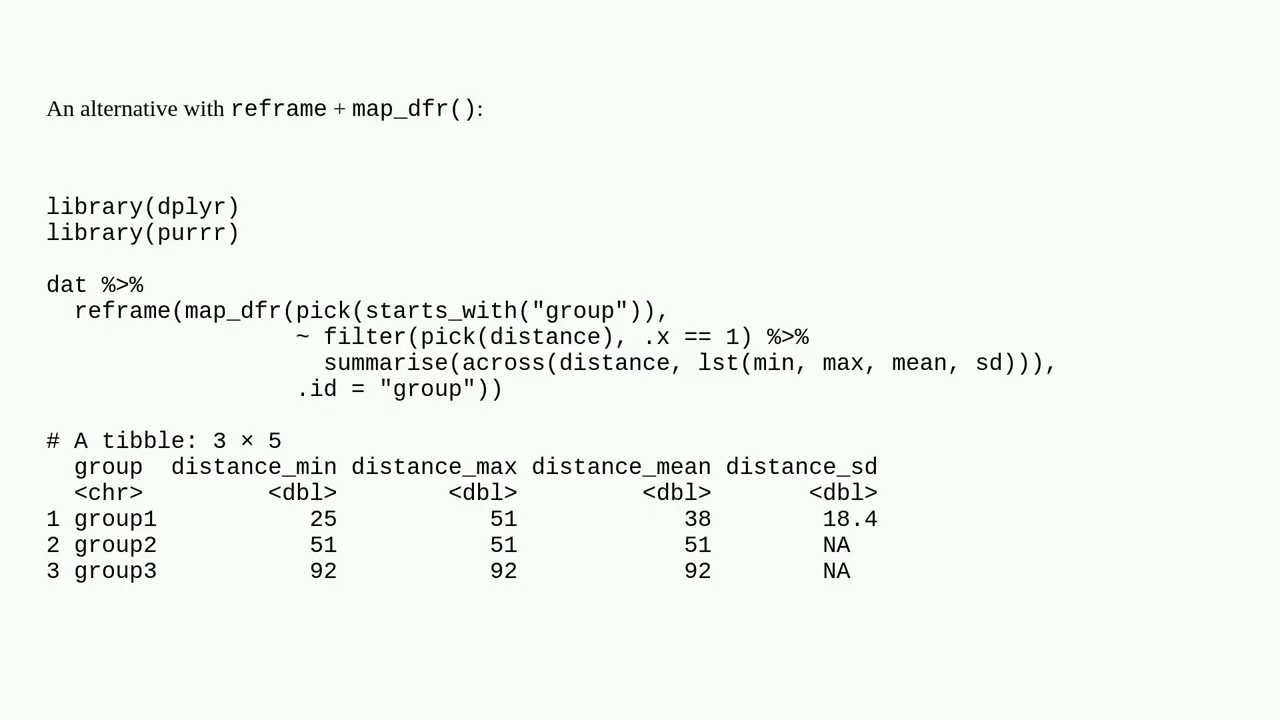 An alternative with reframe + map_dfr():
library(dplyr)
library(purrr)
dat %>%
  reframe(map_dfr(pick(starts_with("group")),
                  ~ filter(pick(distance), .x == 1) %>%
                    summarise(across(distance, lst(min, max, mean, sd))),
                  .id = "group"))
# A tibble: 3 × 5
  group  distance_min distance_max distance_mean distance_sd
  <chr>         <dbl>        <dbl>         <dbl>       <dbl>
1 group1           25           51            38        18.4
2 group2           51           51            51        NA
3 group3           92           92            92        NA